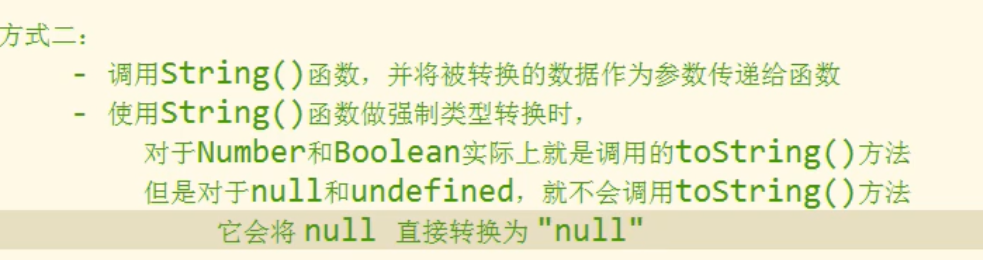 方式二：
- 调用String()函数，并将被转换的数据作为参数传递给函数
- 使用String()函数做强制类型转换时，
对于Number和Boolean实际上就是调用的toString()方法
但是对于null和undefined，就不会调用toString()方法
它会将 null 直接转换为 "null"